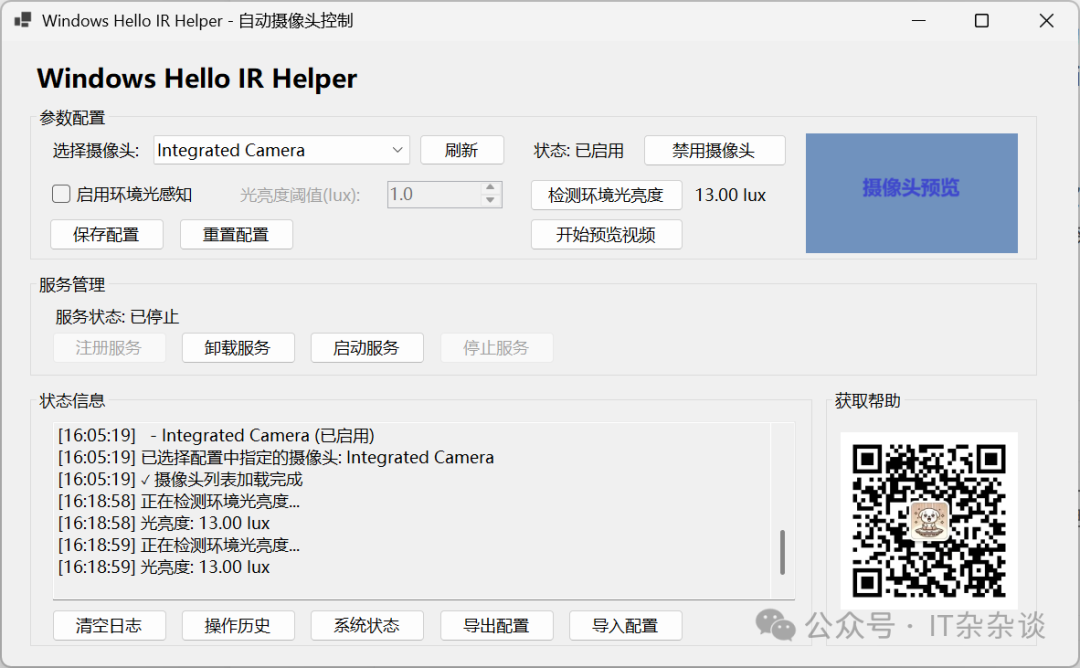 Windows Hello IR Helper - 自动摄像头控制
Windows Hello IR Helper
参数配置
选择摄像头: Integrated Camera 刷新 状态: 已启用 禁用摄像头
启用环境光感知 光亮度阈值(lux): 1.0 检测环境光亮度 13.00 lux
摄像头预览
保存配置 重置配置 开始预览视频
服务管理
服务状态: 已停止
注册服务 卸载服务 启动服务 停止服务
状态信息
[16:05:19] - Integrated Camera (已启用)
[16:05:19] 已选择配置中指定的摄像头: Integrated Camera
[16:05:19] ✓ 摄像头列表加载完成
[16:18:58] 正在检测环境光亮度...
[16:18:58] 光亮度: 13.00 lux
[16:18:59] 正在检测环境光亮度...
[16:18:59] 光亮度: 13.00 lux
清空日志 操作历史 系统状态 导出配置 导入配置
获取帮助
公众号 · IT杂杂谈